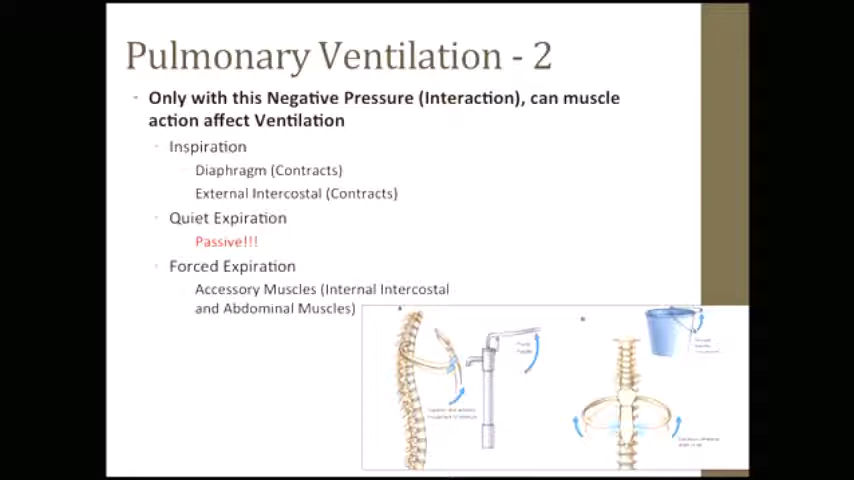 Pulmonary Ventilation - 2
Only with this Negative Pressure (Interaction), can muscle
action affect Ventilation
Inspiration
Diaphragm (Contracts)
External Intercostal (Contracts)
Quiet Expiration
Passive!!!
Forced Expiration
Accessory Muscles (Internal Intercostal
and Abdominal Muscles)